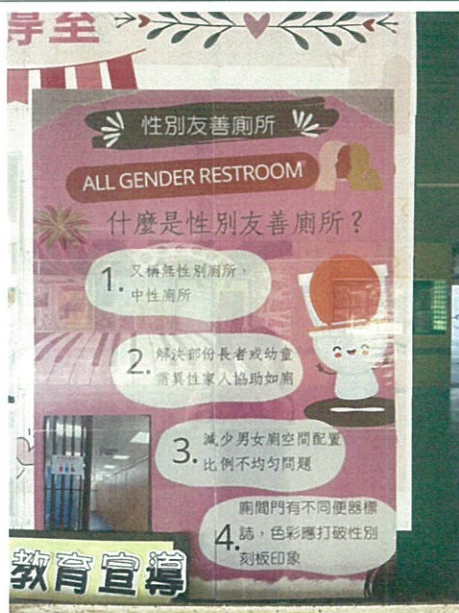 得至
性別友善廁所
ALL GENDER RESTROOM
什麼是性別友善廁所？
1. 又稱無性別廁所、
中性廁所
2. 解決部份長者或幼童
需異性家人協助如廁
3. 減少男女廁空間配置
比例不均勻問題
4. 廁間門有不同便器標
誌，色彩應打破性別
刻板印象
教育宣導